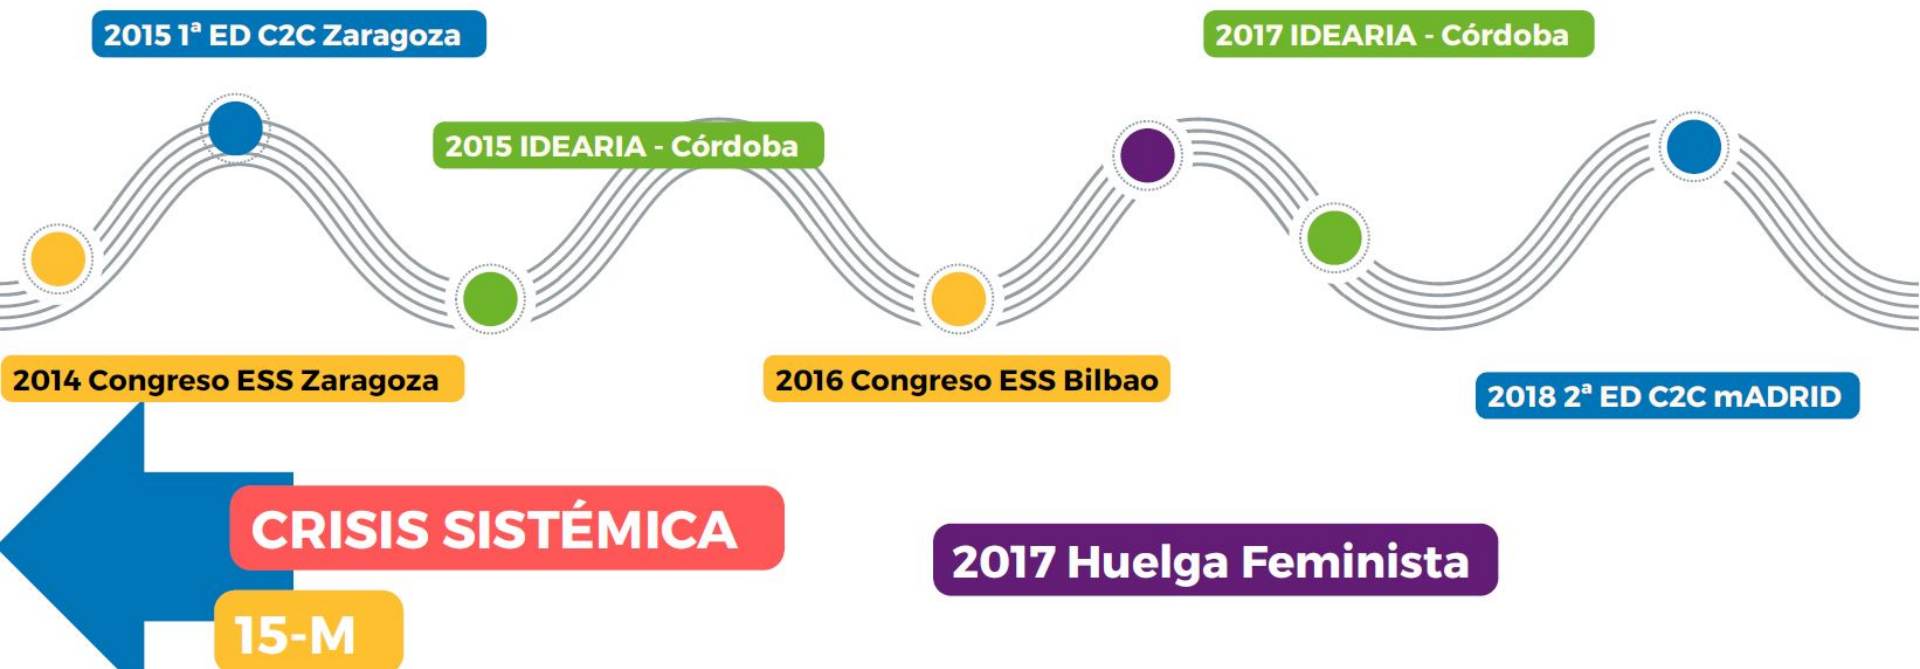 2015 1ª ED C2C Zaragoza
2017 IDEARIA - Córdoba
2015 IDEARIA - Córdoba
2014 Congreso ESS Zaragoza
2016 Congreso ESS Bilbao
2018 2ª ED C2C mADRID
CRISIS SISTÉMICA
2017 Huelga Feminista
15-M